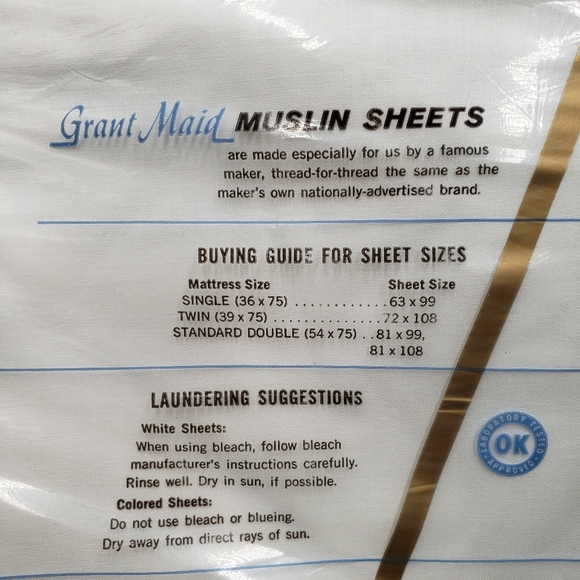 Grant Maid MUSLIN SHEETS
are made especially for us by a famous
maker, thread-for-thread the same as the
maker's own nationally-advertised brand.
BUYING GUIDE FOR SHEET SIZES
Mattress Size Sheet Size
SINGLE (36 x 75) ............63 x 99
TWIN (39 x 75) ...............72 x 108
STANDARD DOUBLE (54 x 75) ..81 x 99,
81 x 108
LAUNDERING SUGGESTIONS
White Sheets:
When using bleach, follow bleach
manufacturer's instructions carefully.
Rinse well. Dry in sun, if possible.
Colored Sheets:
Do not use bleach or blueing.
Dry away from direct rays of sun.
LABORATORY TESTED
OK
APPROVED